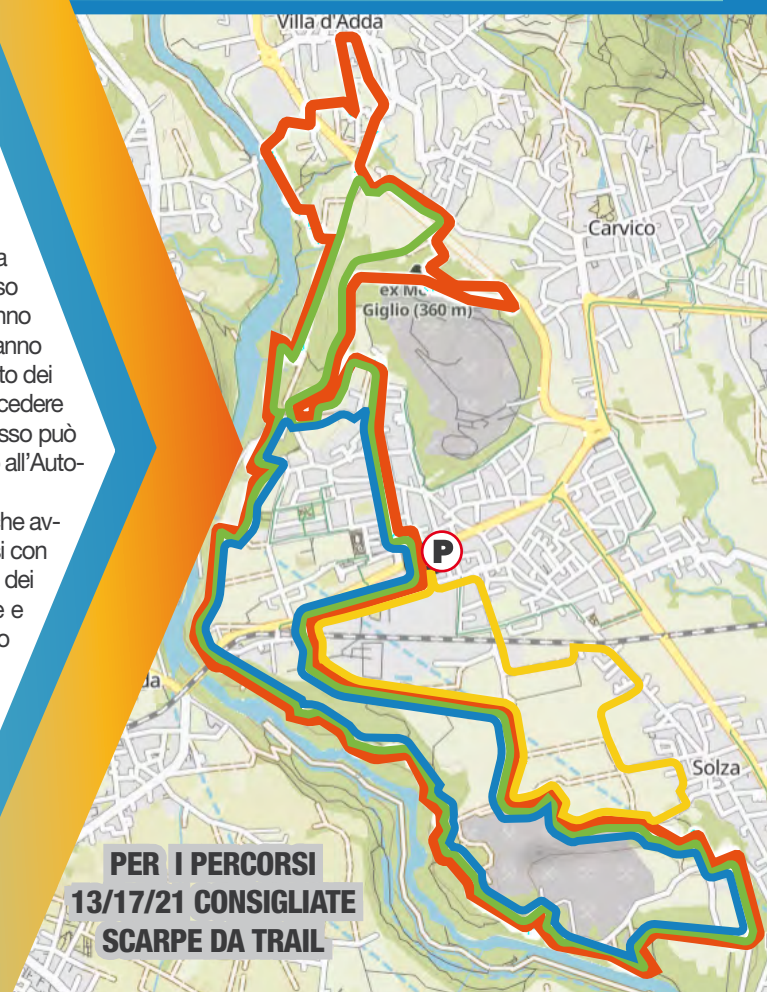 Villa d'Adda
Carvico
ex Mo
Giglio (360 m)
a
so
nno
anno
to dei
cedere
sso può
all'Auto-
he av-
si con
dei
e e
o
P
da
Solza
PER I PERCORSI
13/17/21 CONSIGLIATE
SCARPE DA TRAIL